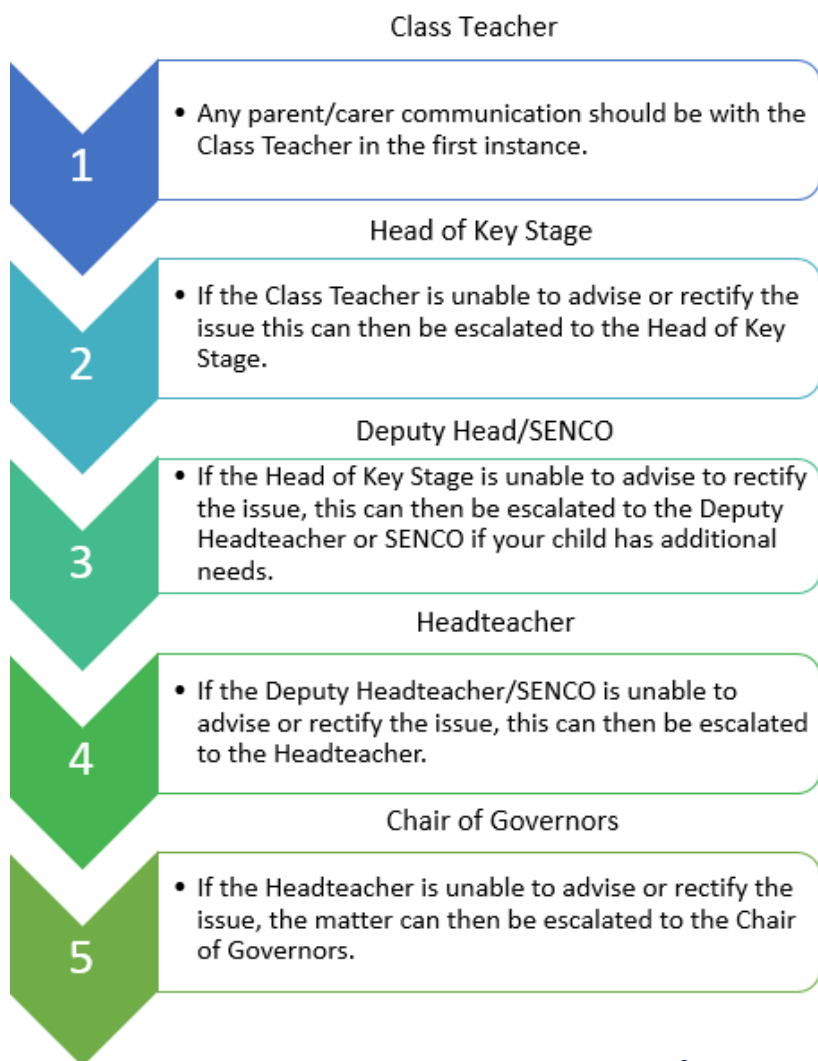 Class Teacher
1
• Any parent/carer communication should be with the
Class Teacher in the first instance.
Head of Key Stage
2
• If the Class Teacher is unable to advise or rectify the
issue this can then be escalated to the Head of Key
Stage.
Deputy Head/SENCO
3
• If the Head of Key Stage is unable to advise to rectify
the issue, this can then be escalated to the Deputy
Headteacher or SENCO if your child has additional
needs.
Headteacher
4
• If the Deputy Headteacher/SENCO is unable to
advise or rectify the issue, this can then be escalated
to the Headteacher.
Chair of Governors
5
• If the Headteacher is unable to advise or rectify the
issue, the matter can then be escalated to the Chair
of Governors.